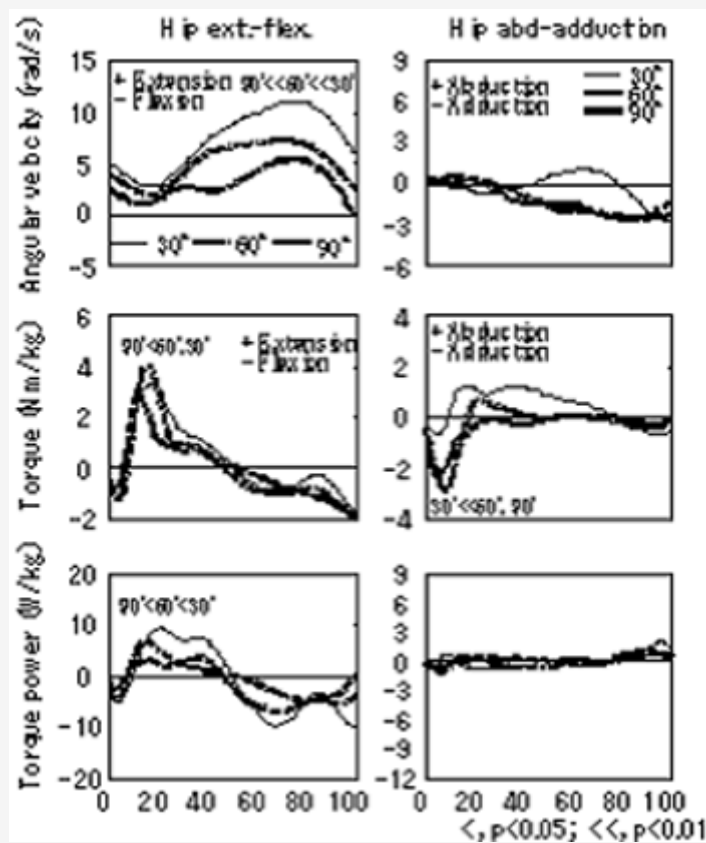 Hip ext.-flex.
Hip abd-adduction
Angular velocity (rad/s)
15
10
5
0
-5
+ Extension 90°<<60°<<30°
- Flexion
30° 60° 90°
9
6
3
0
-3
-6
+ Abduction
- Adduction
30°
60°
90°
Torque (Nm/kg)
6
4
2
0
-2
90°<60°,30°
+ Extension
- Flexion
4
2
0
-2
-4
+ Abduction
- Adduction
30°<<60°, 90°
Torque power (W/kg)
20
10
0
-10
-20
90°<60°<30°
0 20 40 60 80 100
9
6
3
0
-3
-6
-9
-12
0 20 40 60 80 100
<, p<0.05; <<, p<0.01